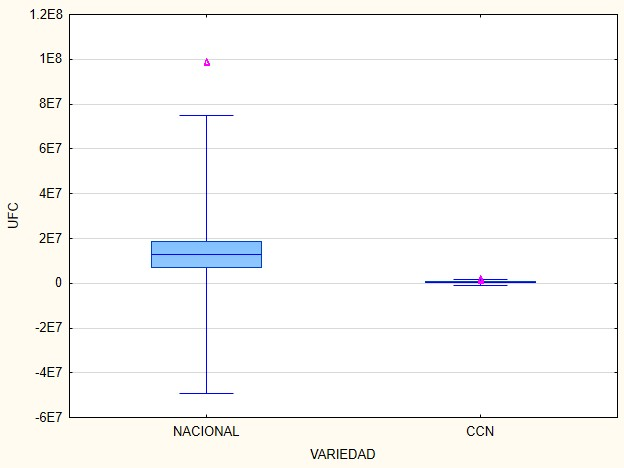 1.2E8
1E8
8E7
6E7
4E7
2E7
0
-2E7
-4E7
-6E7
UFC
NACIONAL CCN
VARIEDAD